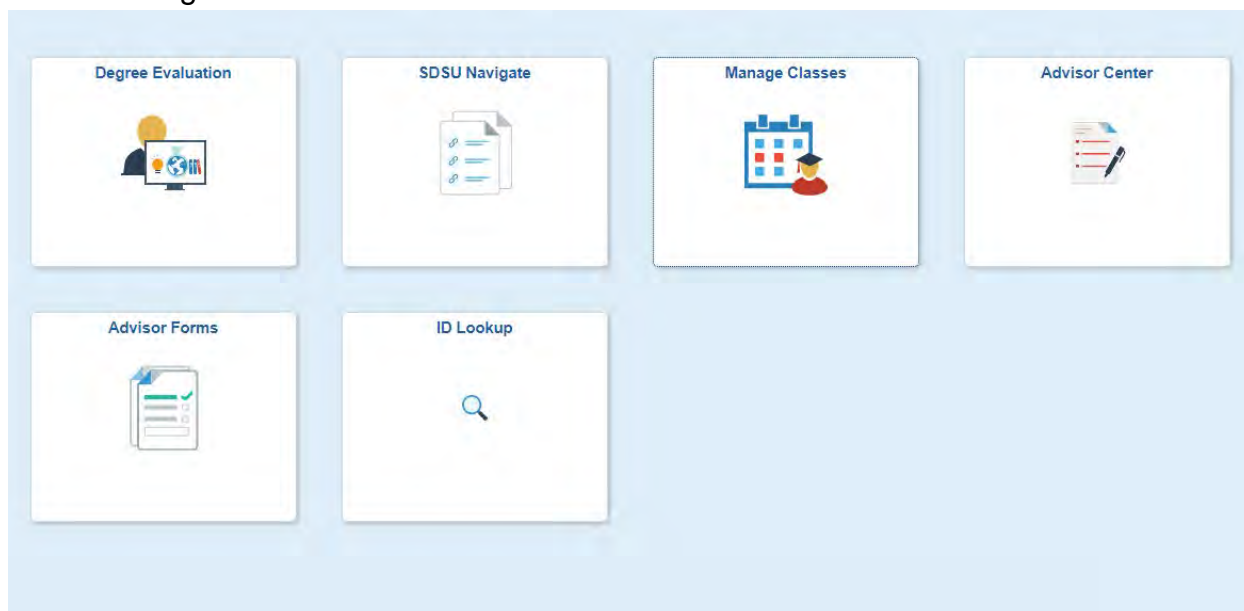 Degree Evaluation
SDSU Navigate
Manage Classes
Advisor Center
Advisor Forms
ID Lookup